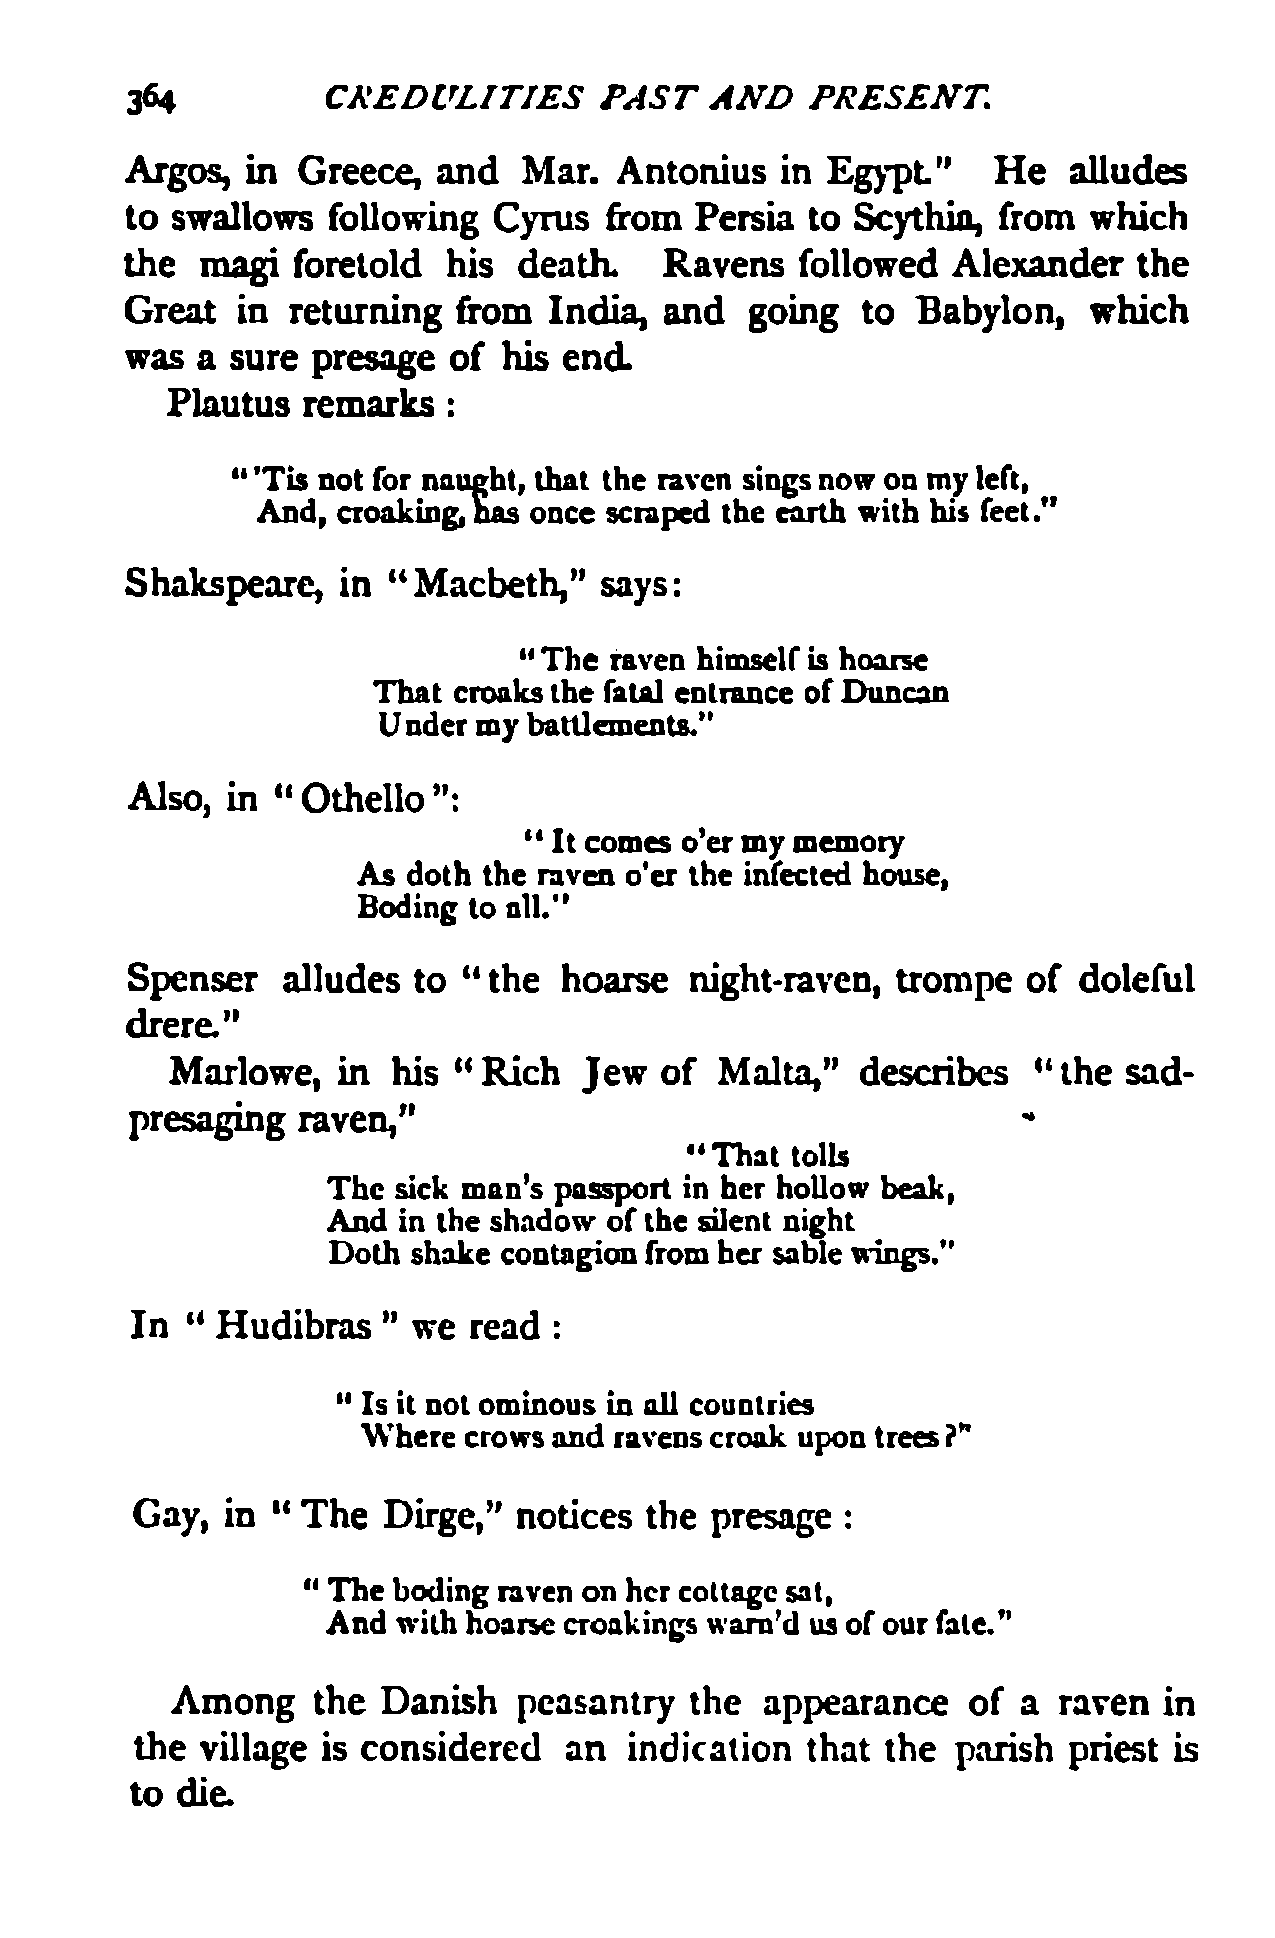 364 CREDULITIES PAST AND PRESENT.
Argos, in Greece, and Mar. Antonius in Egypt." He alludes
to swallows following Cyrus from Persia to Scythia, from which
the magi foretold his death. Ravens followed Alexander the
Great in returning from India, and going to Babylon, which
was a sure presage of his end.
Plautus remarks :
"'Tis not for naught, that the raven sings now on my left,
And, croaking, has once scraped the earth with his feet."
Shakspeare, in "Macbeth," says:
"The raven himself is hoarse
That croaks the fatal entrance of Duncan
Under my battlements."
Also, in "Othello":
"It comes o'er my memory
As doth the raven o'er the infected house,
Boding to all."
Spenser alludes to "the hoarse night-raven, trompe of doleful
drere."
Marlowe, in his "Rich Jew of Malta," describes "the sad-
presaging raven,"
"That tolls
The sick man's passport in her hollow beak,
And in the shadow of the silent night
Doth shake contagion from her sable wings."
In "Hudibras" we read :
"Is it not ominous in all countries
Where crows and ravens croak upon trees?"
Gay, in "The Dirge," notices the presage :
"The boding raven on her cottage sat,
And with hoarse croakings warn'd us of our fate."
Among the Danish peasantry the appearance of a raven in
the village is considered an indication that the parish priest is
to die.